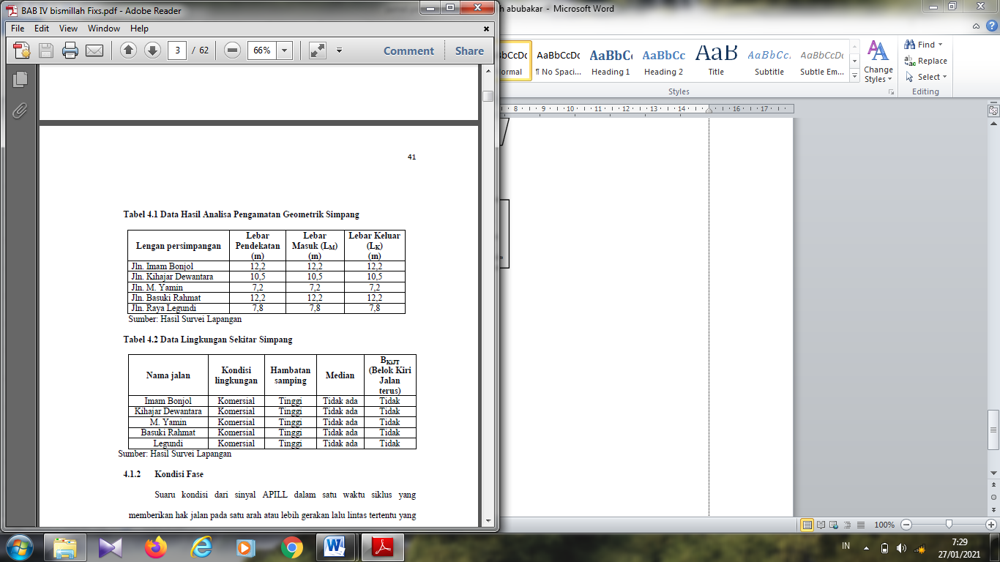 BAB IV bismillah Fixs.pdf - Adobe Reader
h abubakar - Microsoft Word
File Edit View Window Help
3 / 62 66% Comment Share
AaBbCcDc AaBbCc AaBbCc AaB AaBbCc. AaBbCcDc
¶ No Spaci... Heading 1 Heading 2 Title Subtitle Subtle Em... Change Styles
Styles
Find
Replace
Select
Editing
8 9 10 11 12 13 14 16 17
41
Tabel 4.1 Data Hasil Analisa Pengamatan Geometrik Simpang
Lengan persimpangan Lebar Pendekatan (m) Lebar Masuk (LM) (m) Lebar Keluar (LK) (m)
Jln. Imam Bonjol 12,2 12,2 12,2
Jln. Kihajar Dewantara 10,5 10,5 10,5
Jln. M. Yamin 7,2 7,2 7,2
Jln. Basuki Rahmat 12,2 12,2 12,2
Jln. Raya Legundi 7,8 7,8 7,8
Sumber: Hasil Survei Lapangan
Tabel 4.2 Data Lingkungan Sekitar Simpang
Nama jalan Kondisi lingkungan Hambatan samping Median BKiJT (Belok Kiri Jalan terus)
Imam Bonjol Komersial Tinggi Tidak ada Tidak
Kihajar Dewantara Komersial Tinggi Tidak ada Tidak
M. Yamin Komersial Tinggi Tidak ada Tidak
Basuki Rahmat Komersial Tinggi Tidak ada Tidak
Legundi Komersial Tinggi Tidak ada Tidak
Sumber: Hasil Survei Lapangan
4.1.2 Kondisi Fase
Suaru kondisi dari sinyal APILL dalam satu waktu siklus yang
memberikan hak jalan pada satu arah atau lebih gerakan lalu lintas tertentu yang
100%
IN
7:29
27/01/2021